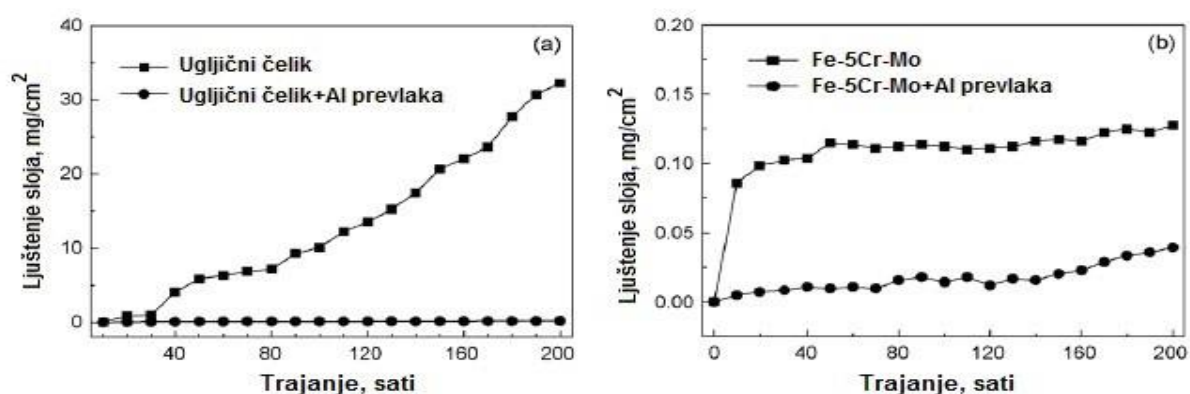 (a)
Ugljični čelik
Ugljični čelik+Al prevlaka
Ljuštenje sloja, mg/cm²
40
30
20
10
0
40 80 120 160 200
Trajanje, sati
(b)
Fe-5Cr-Mo
Fe-5Cr-Mo+Al prevlaka
Ljuštenje sloja, mg/cm²
0.20
0.15
0.10
0.05
0.00
0 40 80 120 160 200
Trajanje, sati